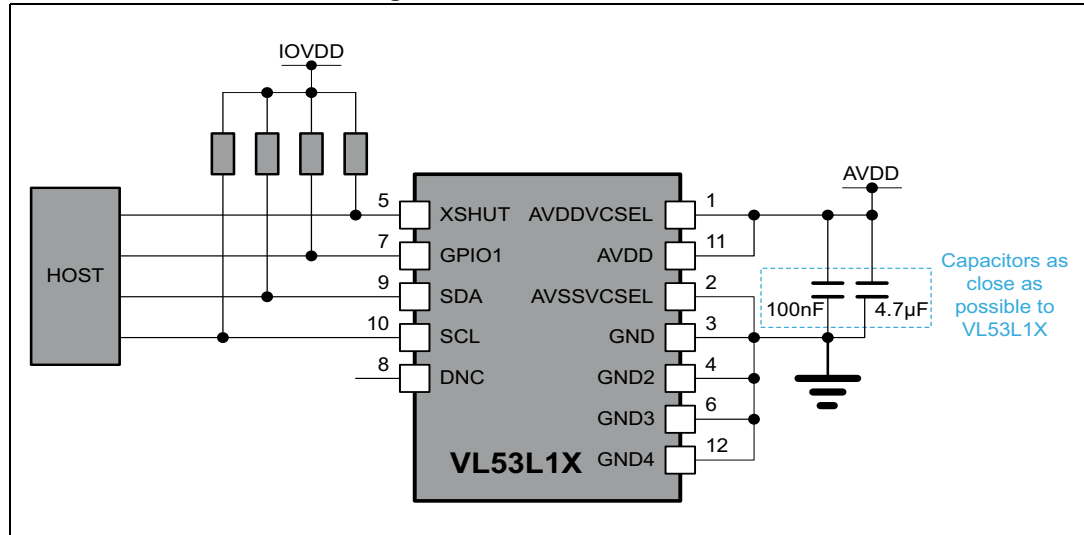 IOVDD
AVDD
HOST
5
XSHUT
AVDDVCSEL
1
7
GPIO1
AVDD
11
9
SDA
AVSSVCSEL
2
10
SCL
GND
3
8
DNC
GND2
4
GND3
6
GND4
12
VL53L1X
100nF
4.7µF
Capacitors as
close as
possible to
VL53L1X